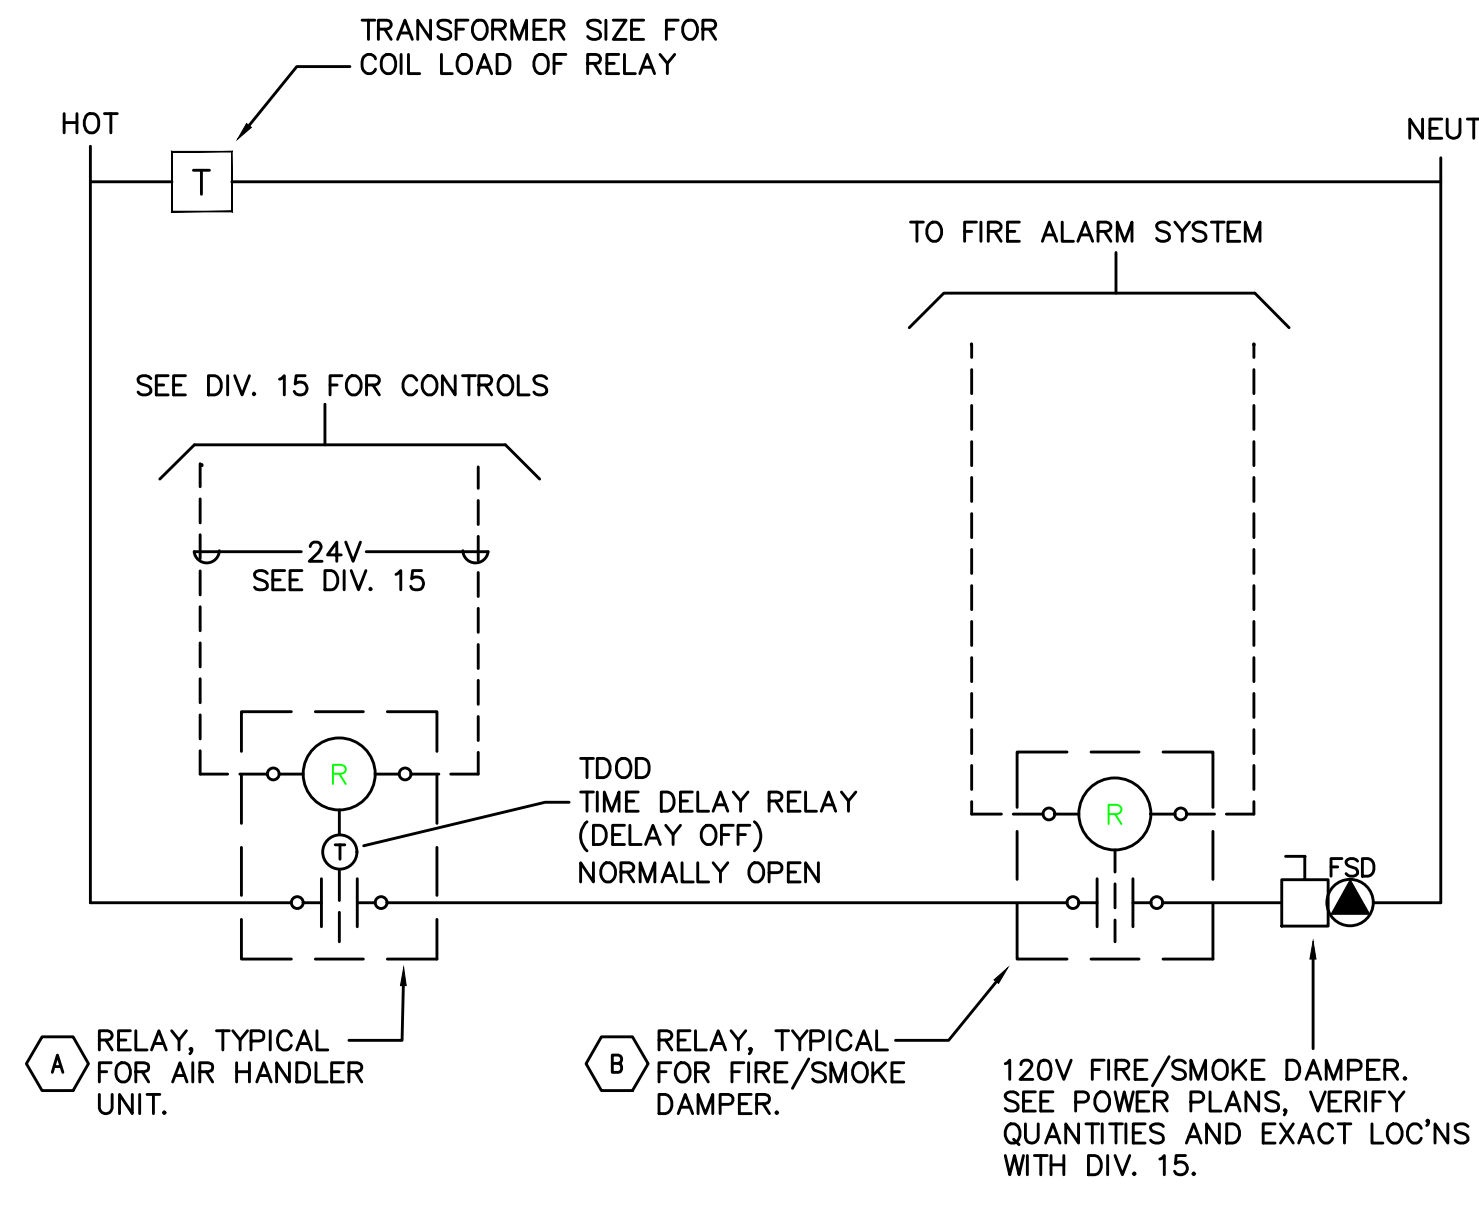 TRANSFORMER SIZE FOR
COIL LOAD OF RELAY
HOT
NEUT
T
TO FIRE ALARM SYSTEM
SEE DIV. 15 FOR CONTROLS
24V
SEE DIV. 15
R
TDOD
TIME DELAY RELAY
(DELAY OFF)
NORMALLY OPEN
T
R
FSD
A
RELAY, TYPICAL
FOR AIR HANDLER
UNIT.
B
RELAY, TYPICAL
FOR FIRE/SMOKE
DAMPER.
120V FIRE/SMOKE DAMPER.
SEE POWER PLANS, VERIFY
QUANTITIES AND EXACT LOC'NS
WITH DIV. 15.